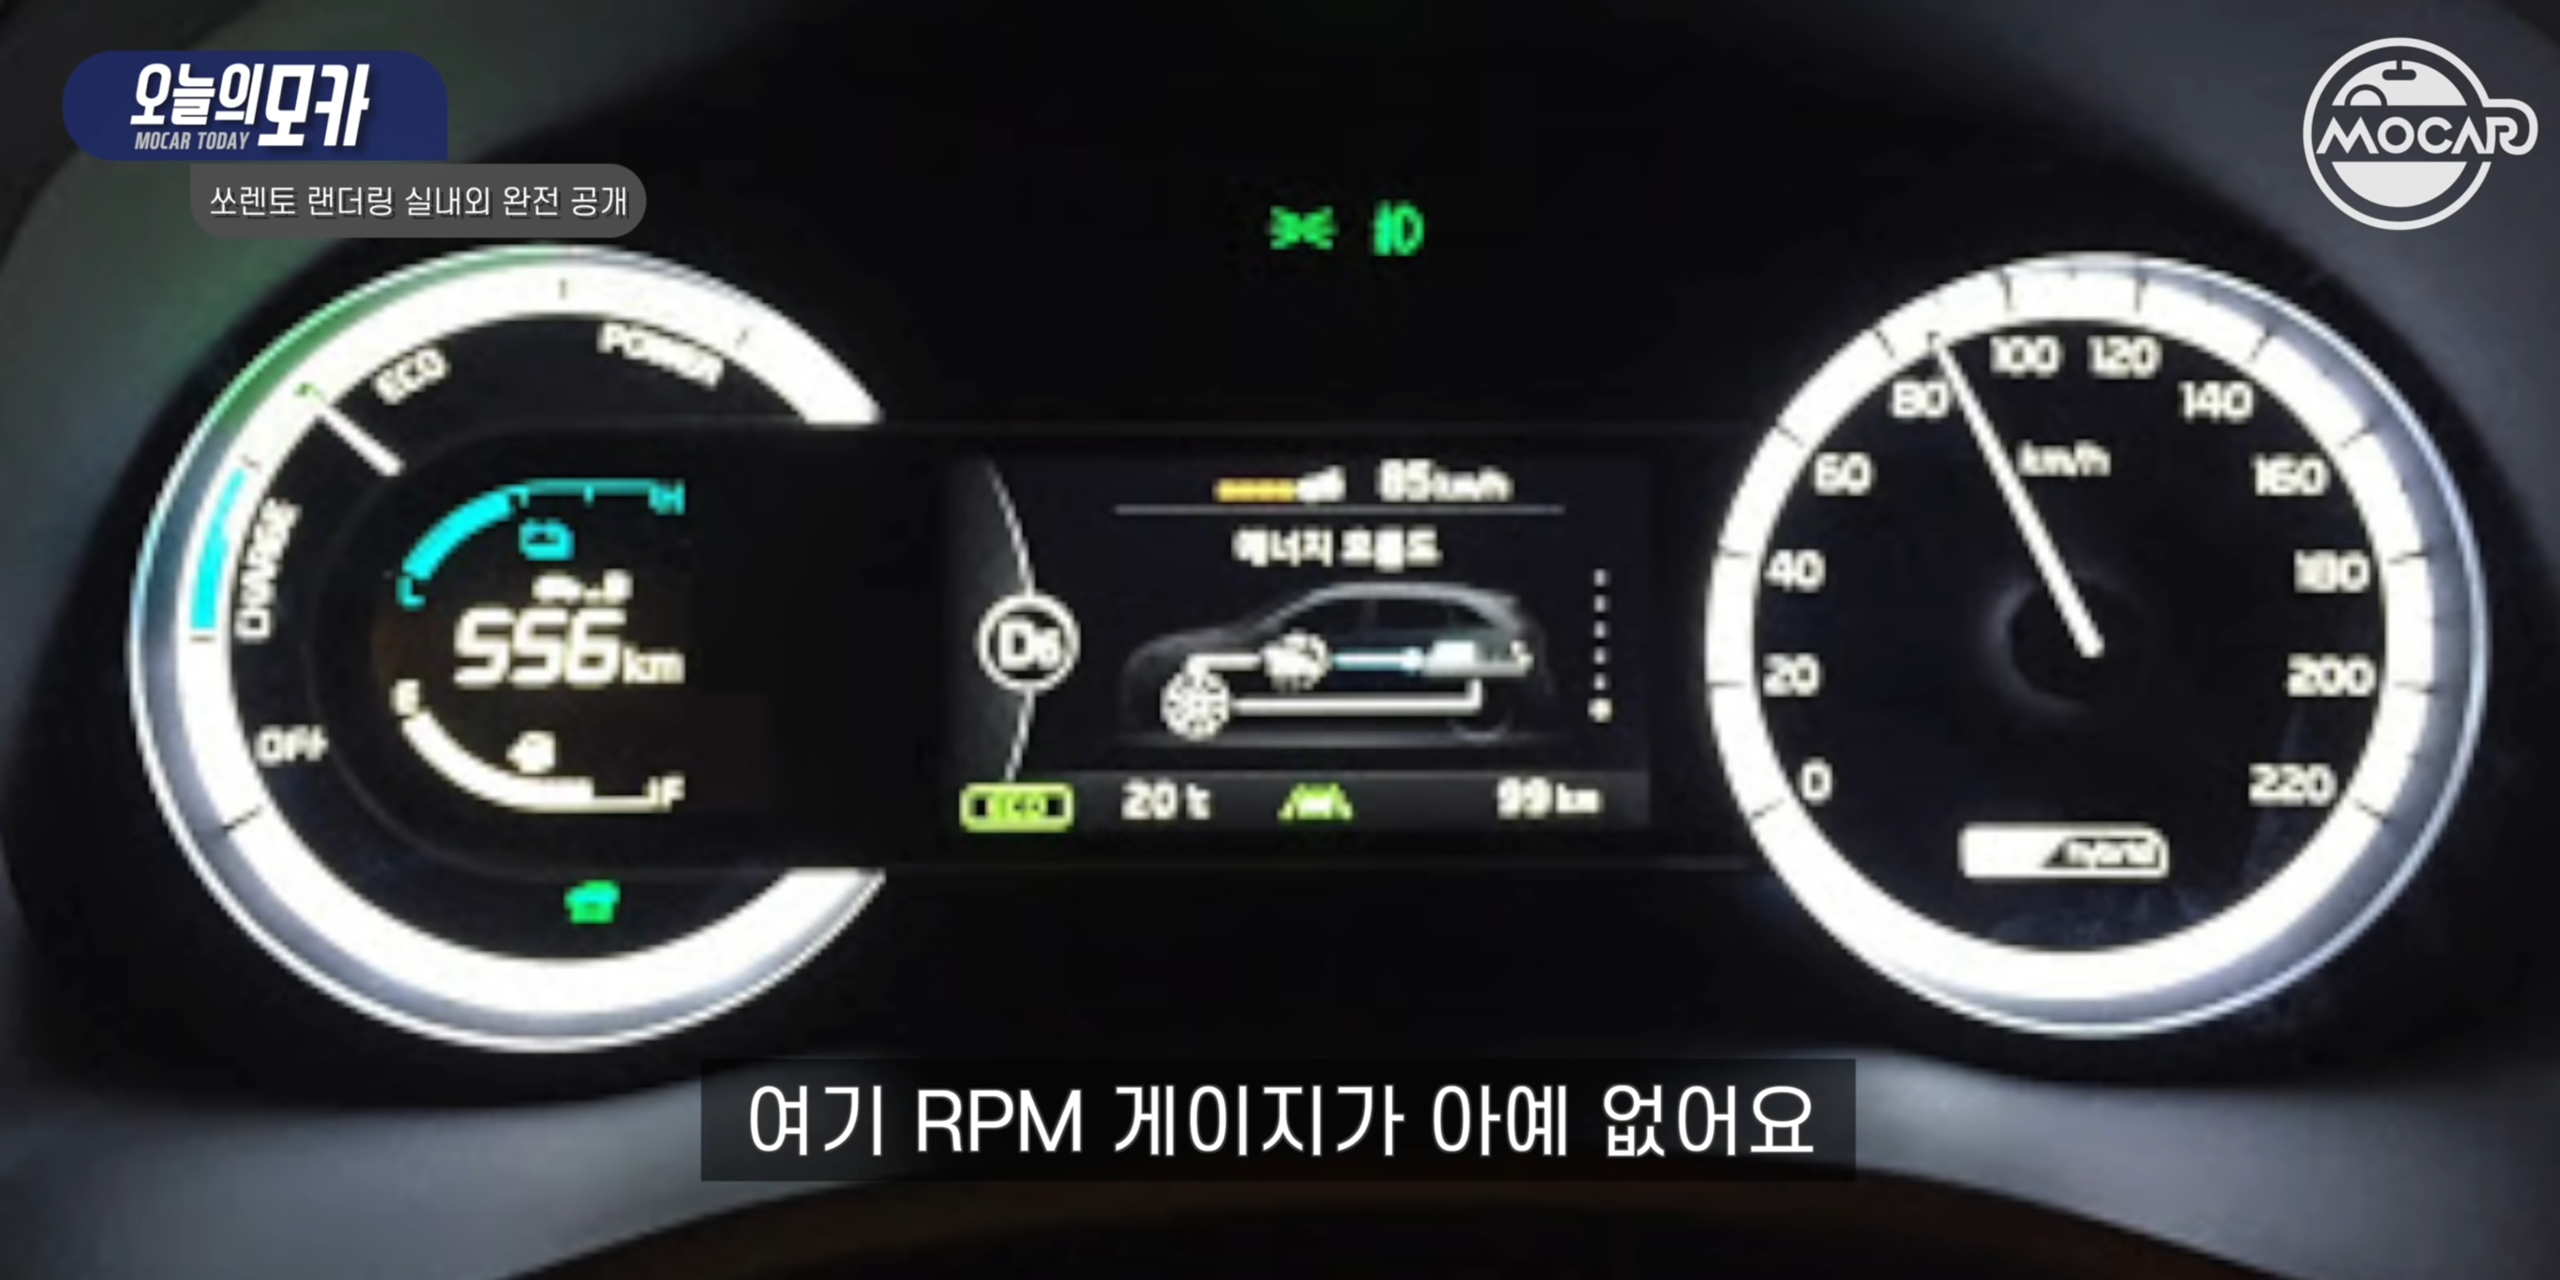 오늘의 모카
MOCAR TODAY
쏘렌토 랜더링 실내외 완전 공개
MOCAR
ECO
POWER
CHARGE
OFF
H
L
556km
E
F
85km/h
에너지 흐름도
D6
ECO
20℃
99km
km/h
0
20
40
60
80
100
120
140
160
180
200
220
hybrid
여기 RPM 게이지가 아예 없어요